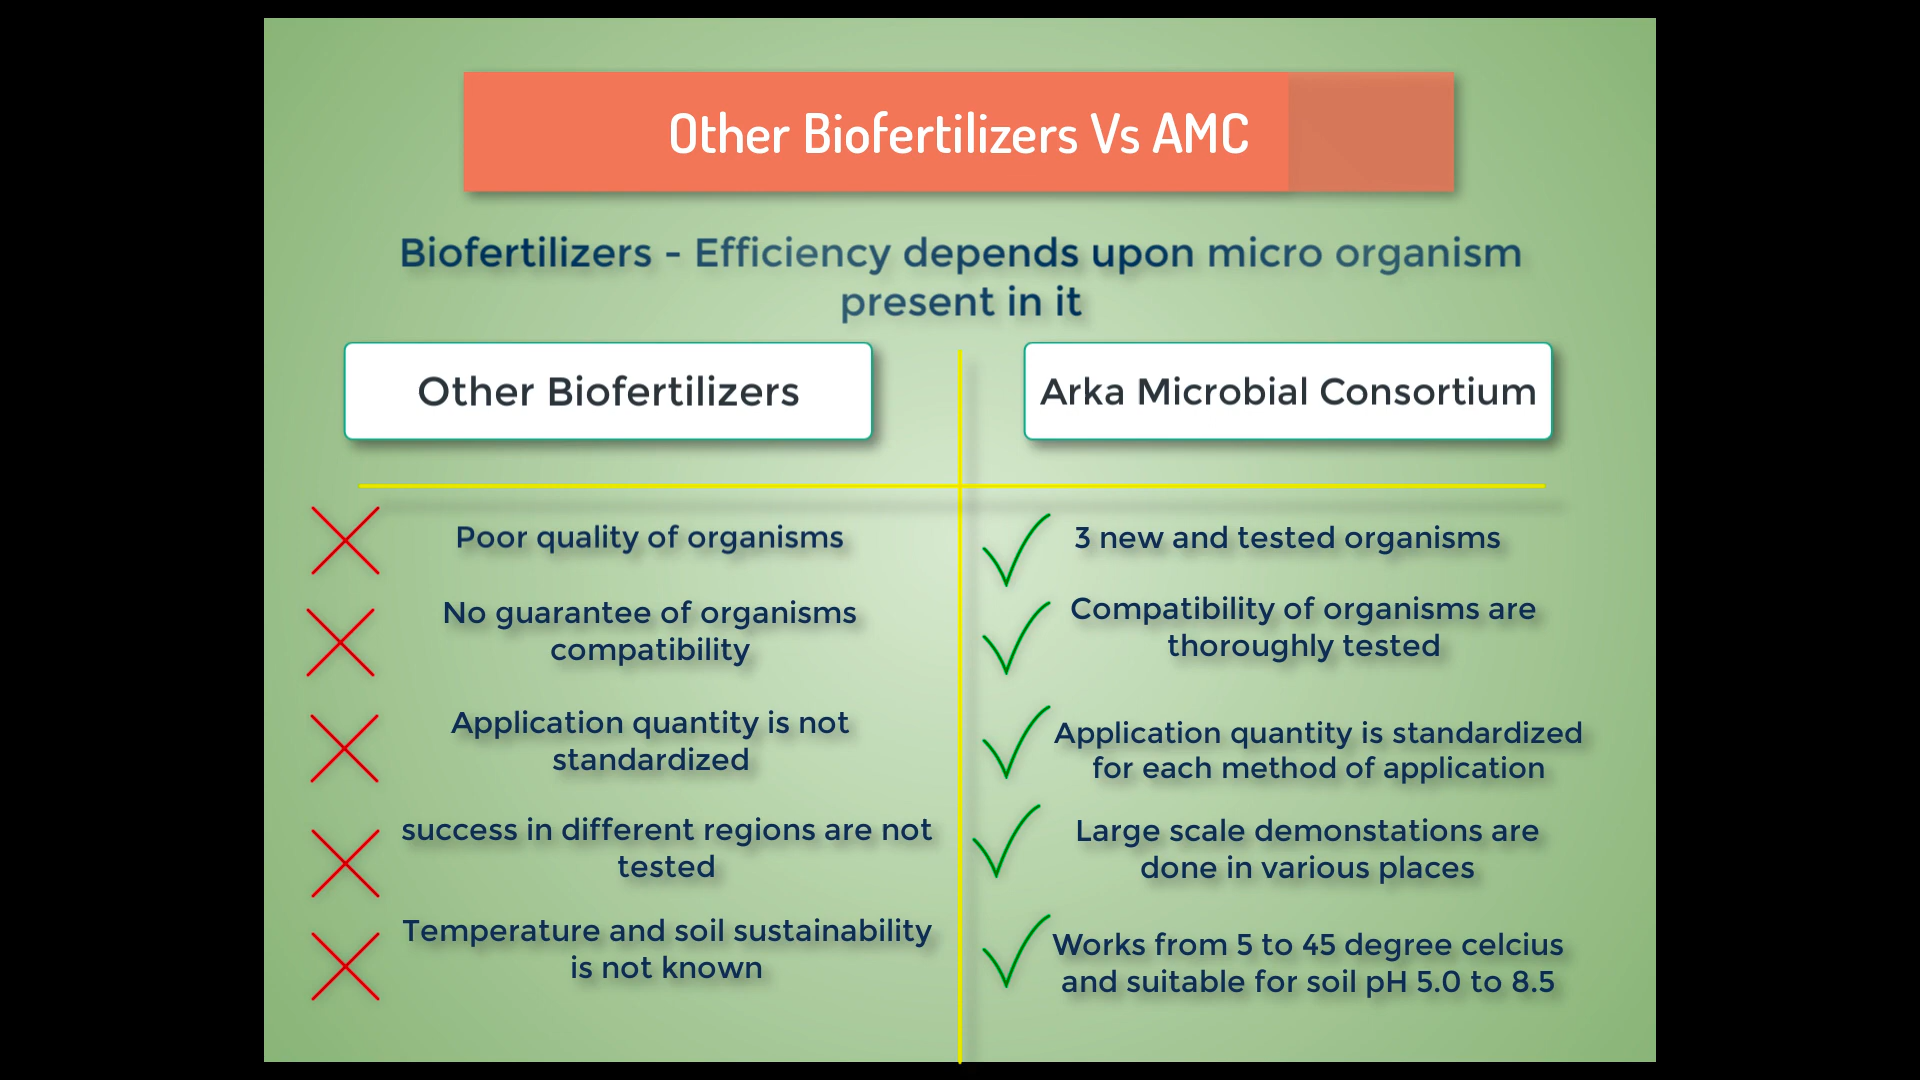 Other Biofertilizers Vs AMC
Biofertilizers - Efficiency depends upon micro organism
present in it
Other Biofertilizers
Arka Microbial Consortium
Poor quality of organisms
3 new and tested organisms
No guarantee of organisms
compatibility
Compatibility of organisms are
thoroughly tested
Application quantity is not
standardized
Application quantity is standardized
for each method of application
success in different regions are not
tested
Large scale demonstations are
done in various places
Temperature and soil sustainability
is not known
Works from 5 to 45 degree celcius
and suitable for soil pH 5.0 to 8.5